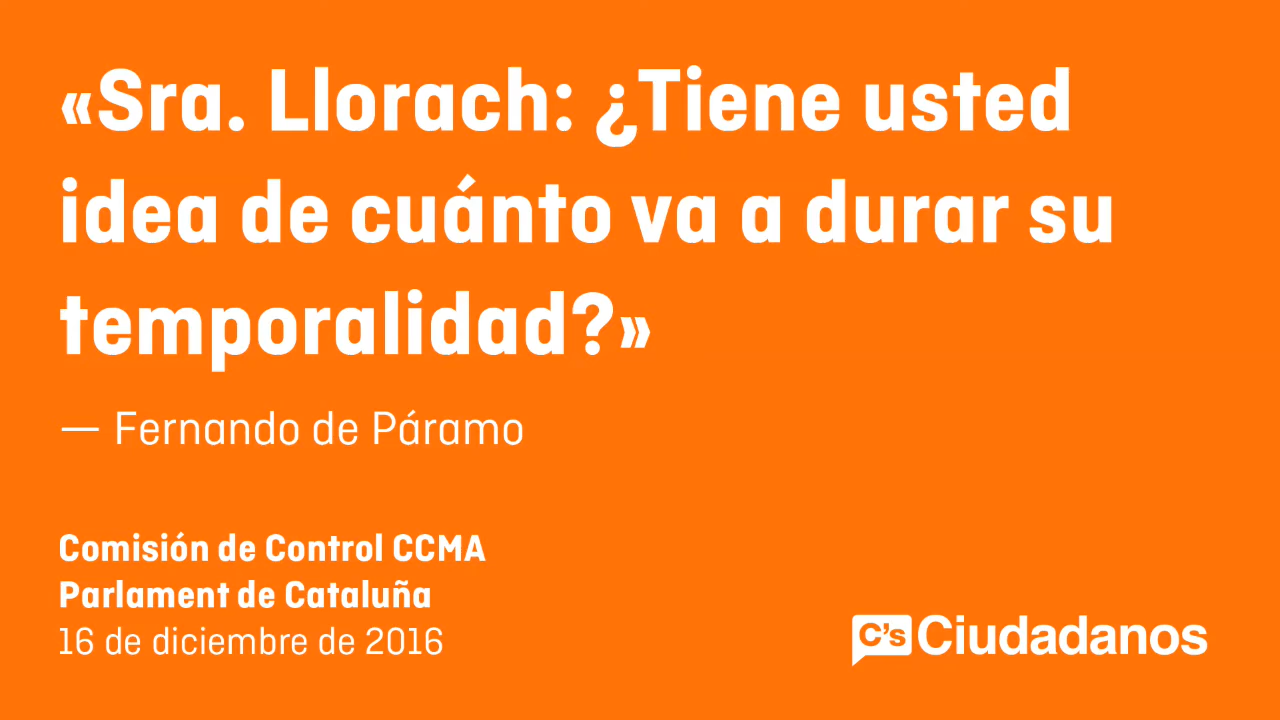 «Sra. Llorach: ¿Tiene usted
idea de cuánto va a durar su
temporalidad?»
— Fernando de Páramo
Comisión de Control CCMA
Parlament de Cataluña
16 de diciembre de 2016
C's Ciudadanos